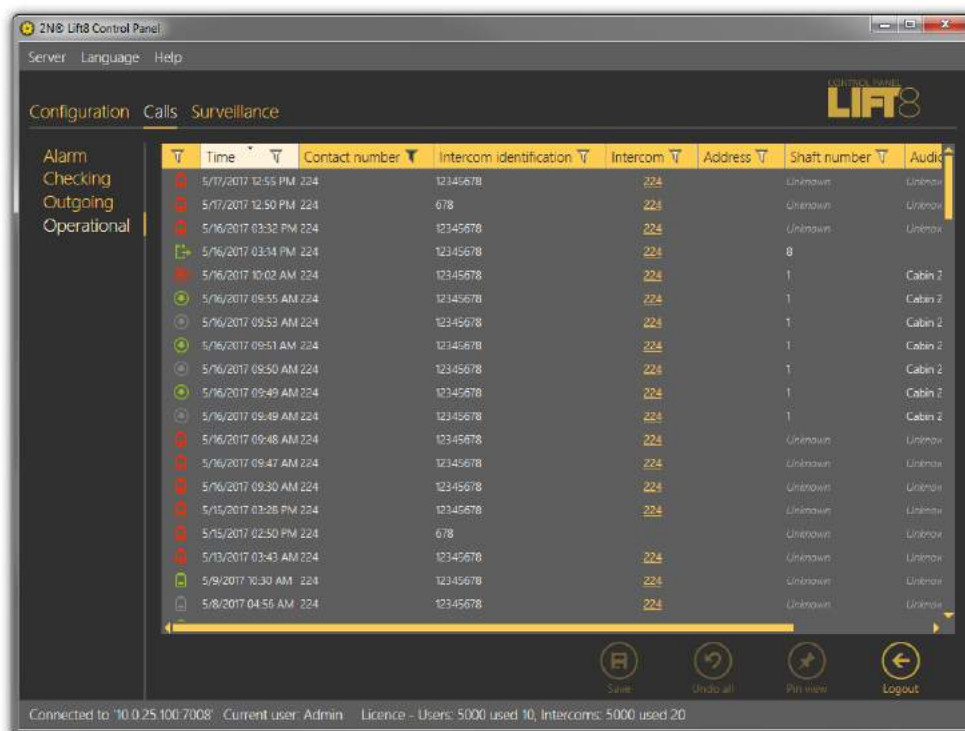 2N® Lift8 Control Panel
Server Language Help
CONTROL PANEL
LIFT8
Configuration Calls Surveillance
Alarm
Checking
Outgoing
Operational
Time Contact number Intercom identification Intercom Address Shaft number Audio
5/17/2017 12:55 PM 224 12345678 224 Unknown Unknow
5/17/2017 12:50 PM 224 678 224 Unknown Unknow
5/16/2017 03:32 PM 224 12345678 224 Unknown Unknow
5/16/2017 03:14 PM 224 12345678 224 8
5/16/2017 10:02 AM 224 12345678 224 1 Cabin 2
5/16/2017 09:55 AM 224 12345678 224 1 Cabin 2
5/16/2017 09:53 AM 224 12345678 224 1 Cabin 2
5/16/2017 09:51 AM 224 12345678 224 1 Cabin 2
5/16/2017 09:50 AM 224 12345678 224 1 Cabin 2
5/16/2017 09:49 AM 224 12345678 224 1 Cabin 2
5/16/2017 09:49 AM 224 12345678 224 1 Cabin 2
5/16/2017 09:48 AM 224 12345678 224 Unknown Unknow
5/16/2017 09:47 AM 224 12345678 224 Unknown Unknow
5/16/2017 09:30 AM 224 12345678 224 Unknown Unknow
5/15/2017 03:28 PM 224 12345678 224 Unknown Unknow
5/15/2017 02:50 PM 224 678 Unknown Unknow
5/13/2017 03:43 AM 224 12345678 224 Unknown Unknow
5/9/2017 10:30 AM 224 12345678 224 Unknown Unknow
5/8/2017 04:56 AM 224 12345678 224 Unknown Unknow
Save Undo all Pin view Logout
Connected to '10.0.25.100:7008' Current user: Admin Licence - Users: 5000 used 10, Intercoms: 5000 used 20